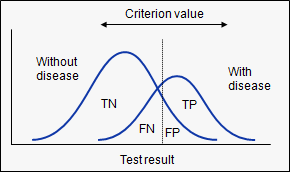 Criterion value
Without
disease
With
disease
TN
TP
FN
FP
Test result